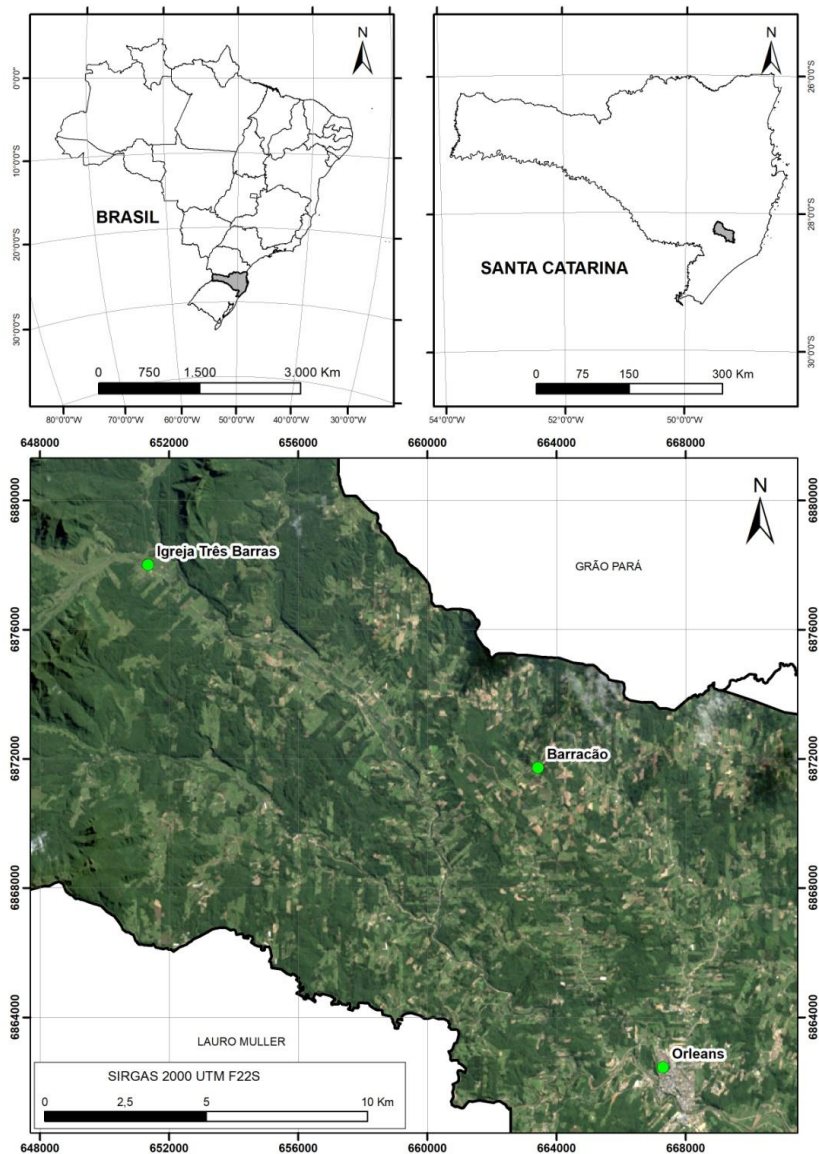 N
0°0'0"
10°0'0"S
20°0'0"S
30°0'0"S
BRASIL
0 750 1.500 3.000 Km
80°0'0"W 70°0'0"W 60°0'0"W 50°0'0"W 40°0'0"W 30°0'0"W
N
26°0'0"S
28°0'0"S
30°0'0"S
SANTA CATARINA
0 75 150 300 Km
54°0'0"W 52°0'0"W 50°0'0"W
648000 652000 656000 660000 664000 668000
6880000
6876000
6872000
6868000
6864000
N
Igreja Três Barras
GRÃO PARÁ
Barracão
LAURO MULLER
Orleans
SIRGAS 2000 UTM F22S
0 2,5 5 10 Km
6880000
6876000
6872000
6868000
6864000
648000 652000 656000 660000 664000 668000